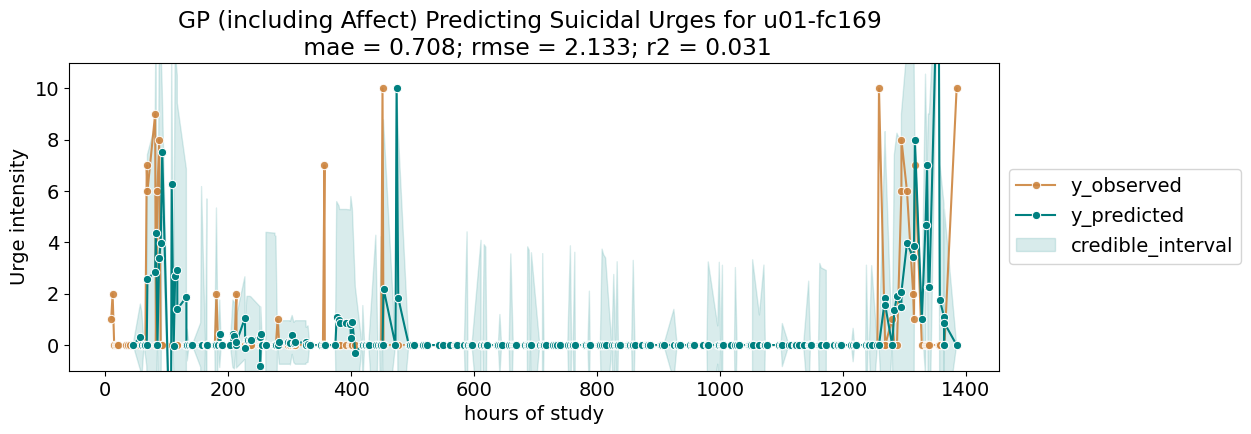 GP (including Affect) Predicting Suicidal Urges for u01-fc169
mae = 0.708; rmse = 2.133; r2 = 0.031
Urge intensity
10
8
6
4
2
0
0 200 400 600 800 1000 1200 1400
hours of study
y_observed
y_predicted
credible_interval